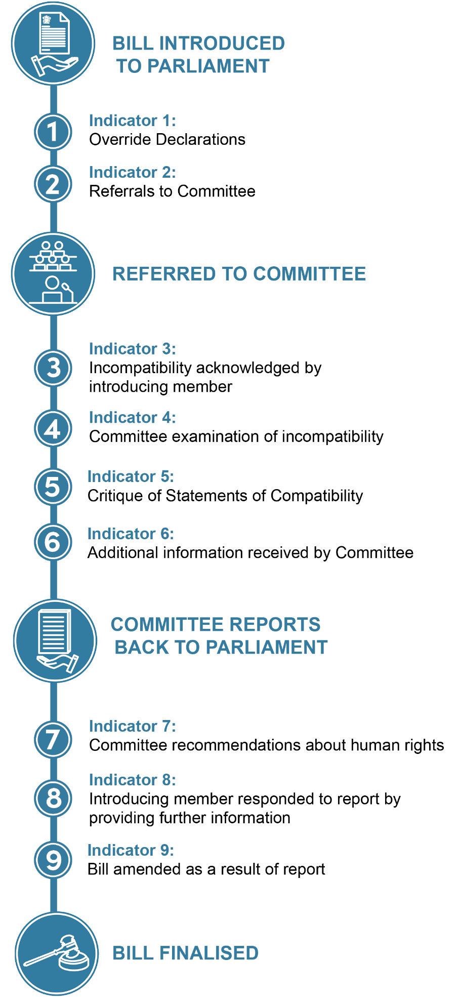 BILL INTRODUCED
TO PARLIAMENT
1
Indicator 1:
Override Declarations
2
Indicator 2:
Referrals to Committee
REFERRED TO COMMITTEE
3
Indicator 3:
Incompatibility acknowledged by
introducing member
4
Indicator 4:
Committee examination of incompatibility
5
Indicator 5:
Critique of Statements of Compatibility
6
Indicator 6:
Additional information received by Committee
COMMITTEE REPORTS
BACK TO PARLIAMENT
7
Indicator 7:
Committee recommendations about human rights
8
Indicator 8:
Introducing member responded to report by
providing further information
9
Indicator 9:
Bill amended as a result of report
BILL FINALISED